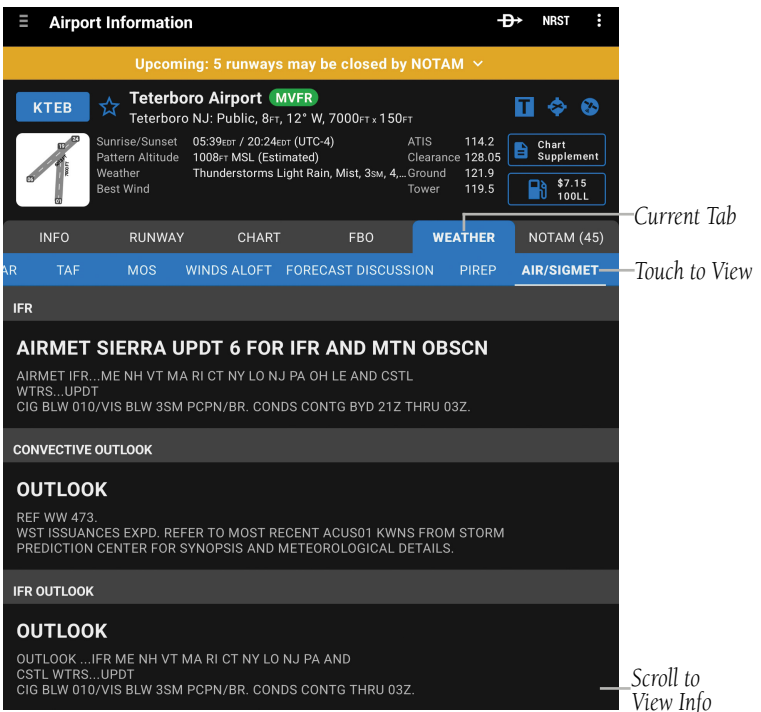 Airport Information
D NRST
Upcoming: 5 runways may be closed by NOTAM
KTEB
Teterboro Airport MVFR
Teterboro NJ: Public, 8FT, 12° W, 7000FT x 150FT
T
Sunrise/Sunset 05:39EDT / 20:24EDT (UTC-4) ATIS 114.2
Pattern Altitude 1008FT MSL (Estimated) Clearance 128.05
Weather Thunderstorms Light Rain, Mist, 3SM, 4,... Ground 121.9
Best Wind Tower 119.5
Chart
Supplement
$7.15
100LL
24
06
01
INFO RUNWAY CHART FBO WEATHER NOTAM (45)
AR TAF MOS WINDS ALOFT FORECAST DISCUSSION PIREP AIR/SIGMET
Current Tab
Touch to View
IFR
AIRMET SIERRA UPDT 6 FOR IFR AND MTN OBSCN
AIRMET IFR...ME NH VT MA RI CT NY LO NJ PA OH LE AND CSTL
WTRS...UPDT
CIG BLW 010/VIS BLW 3SM PCPN/BR. CONDS CONTG BYD 21Z THRU 03Z.
CONVECTIVE OUTLOOK
OUTLOOK
REF WW 473.
WST ISSUANCES EXPD. REFER TO MOST RECENT ACUS01 KWNS FROM STORM
PREDICTION CENTER FOR SYNOPSIS AND METEOROLOGICAL DETAILS.
IFR OUTLOOK
OUTLOOK
OUTLOOK ...IFR ME NH VT MA RI CT NY LO NJ PA AND
CSTL WTRS...UPDT
CIG BLW 010/VIS BLW 3SM PCPN/BR. CONDS CONTG THRU 03Z.
Scroll to
View Info